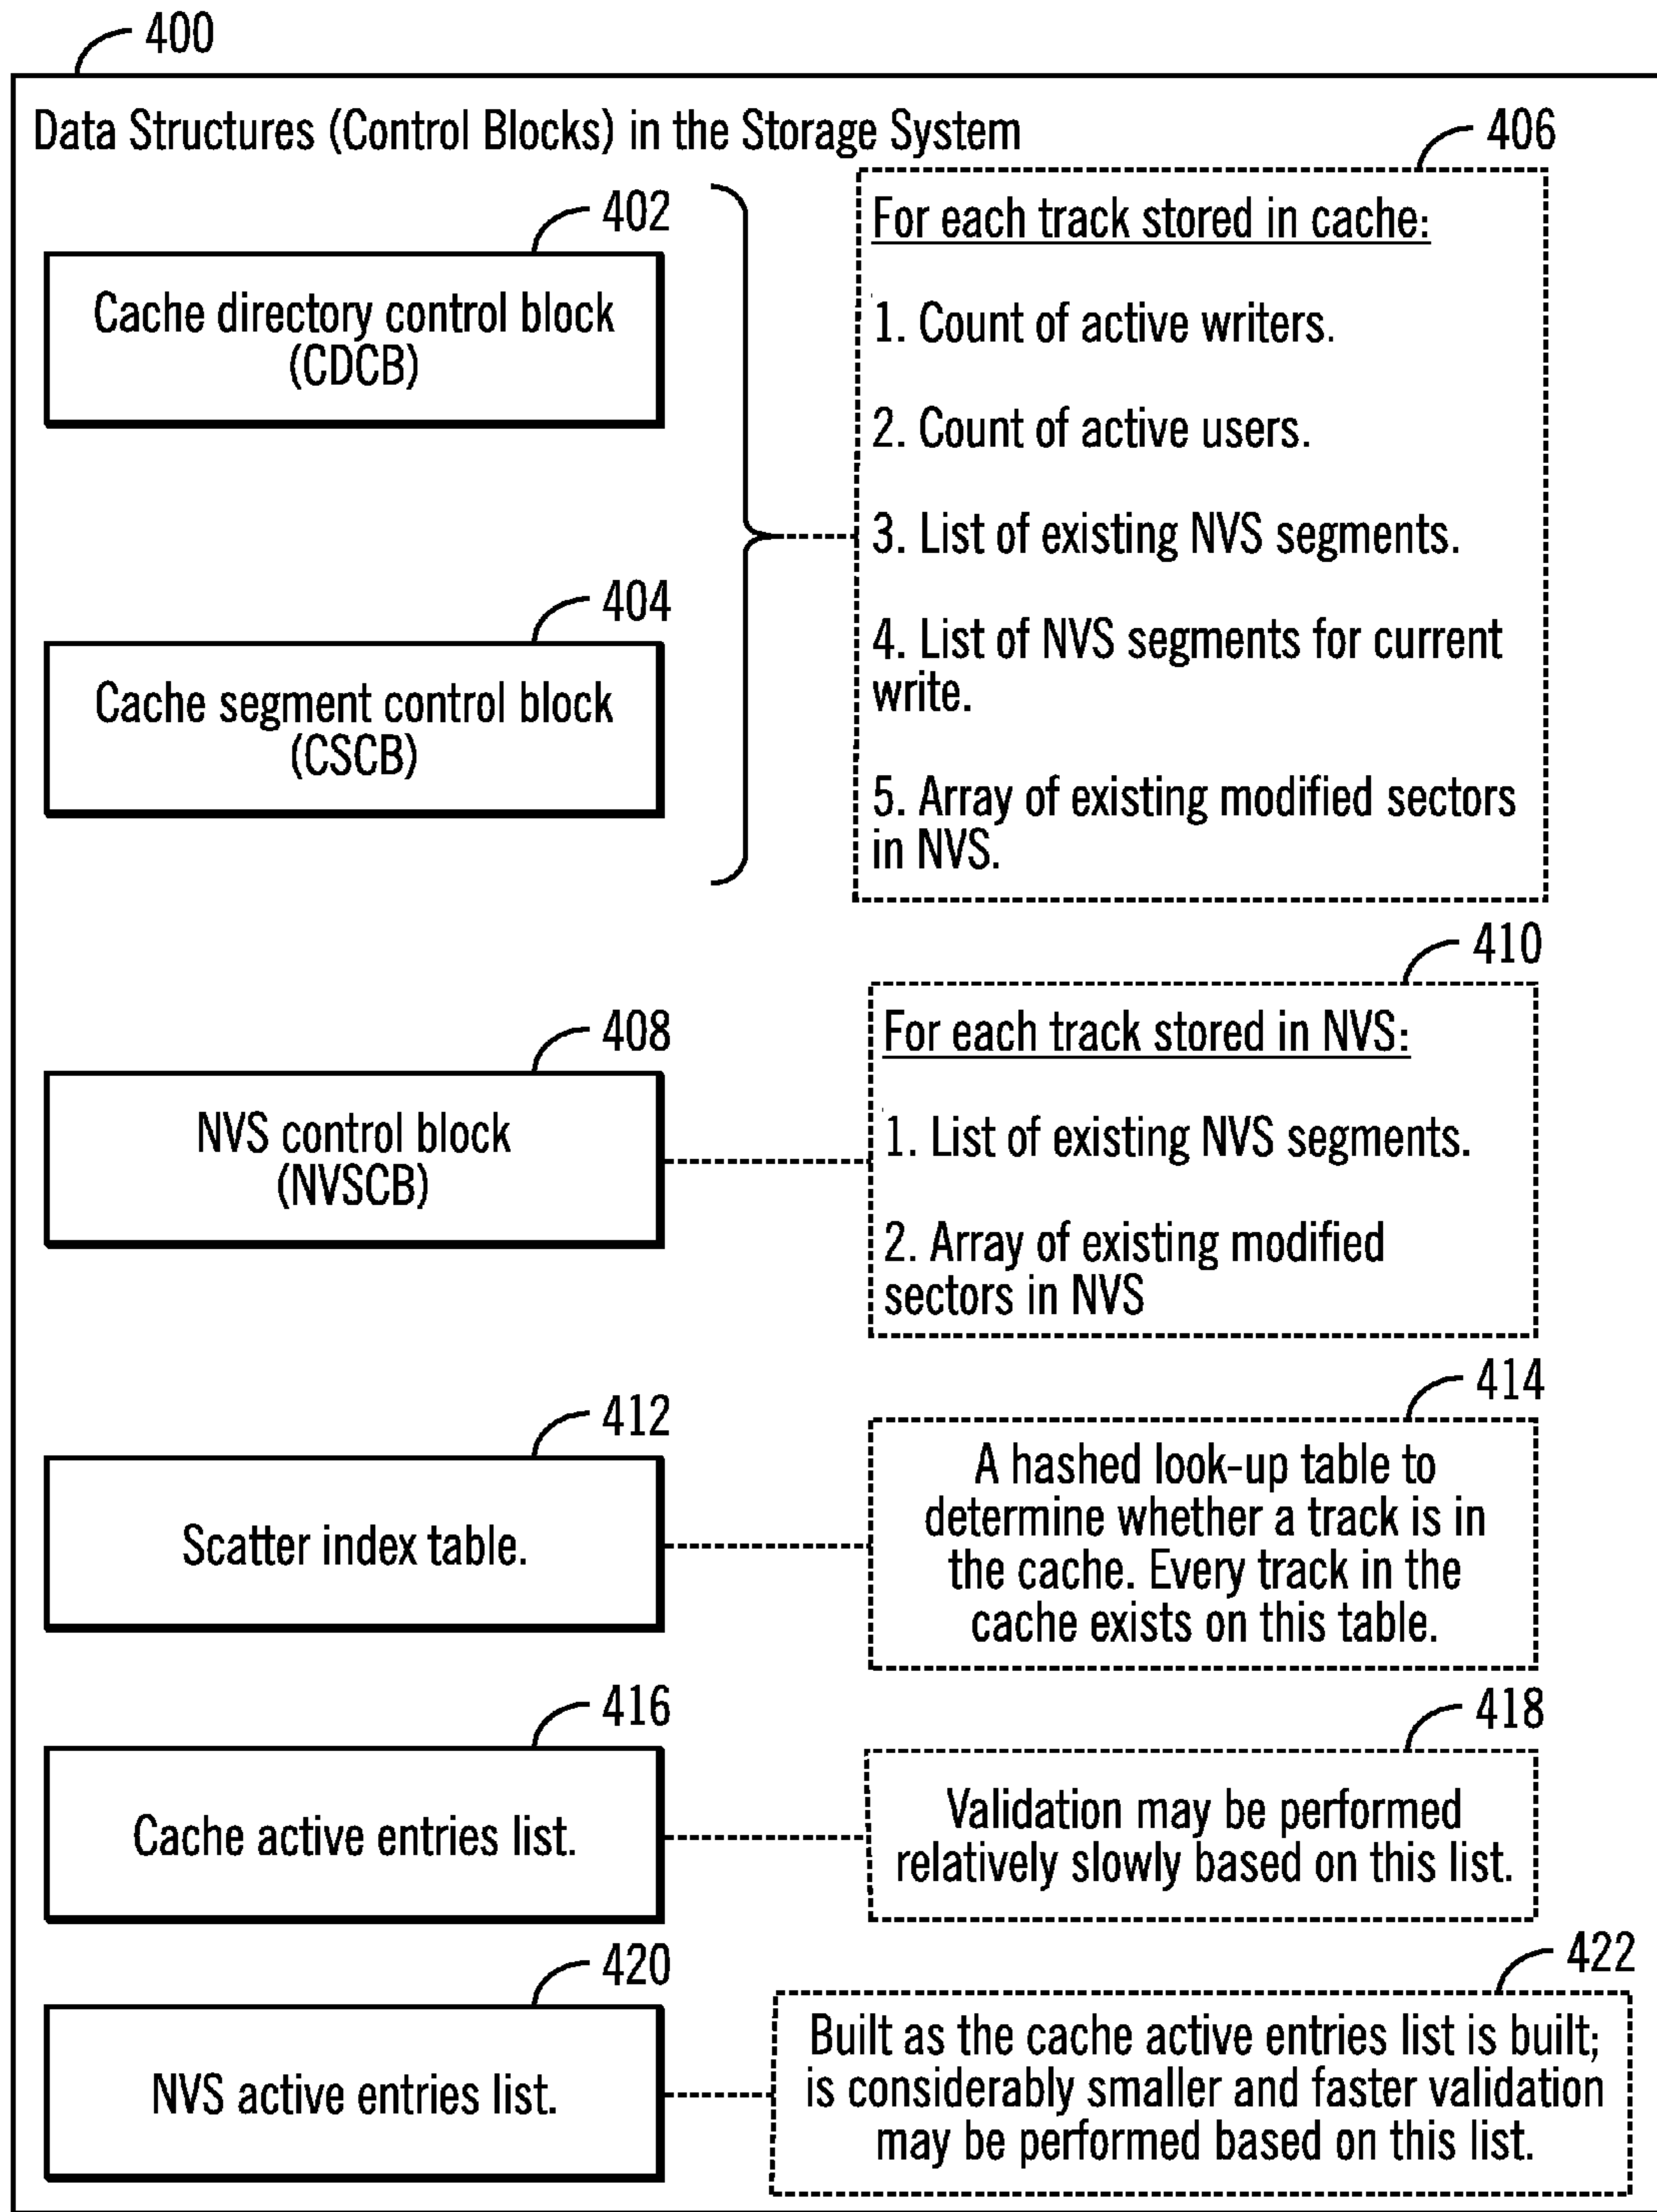 400
Data Structures (Control Blocks) in the Storage System
406
402
Cache directory control block
(CDCB)
For each track stored in cache:
1. Count of active writers.
2. Count of active users.
3. List of existing NVS segments.
4. List of NVS segments for current
write.
5. Array of existing modified sectors
in NVS.
404
Cache segment control block
(CSCB)
410
408
NVS control block
(NVSCB)
For each track stored in NVS:
1. List of existing NVS segments.
2. Array of existing modified
sectors in NVS
414
412
Scatter index table.
A hashed look-up table to
determine whether a track is in
the cache. Every track in the
cache exists on this table.
416
418
Cache active entries list.
Validation may be performed
relatively slowly based on this list.
420
422
NVS active entries list.
Built as the cache active entries list is built;
is considerably smaller and faster validation
may be performed based on this list.